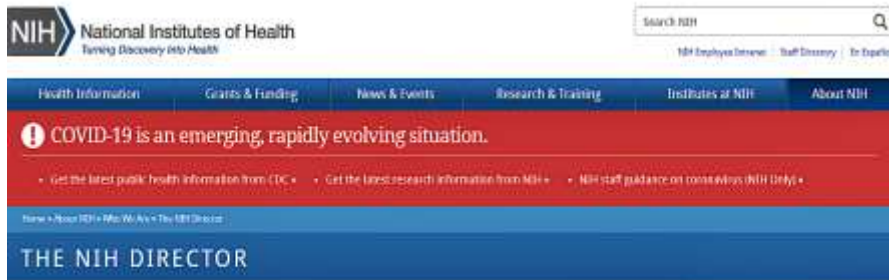 NIH National Institutes of Health
Turning Discovery Into Health
Search NIH
NIH Employee Intranet | Staff Directory | En Español
Health Information Grants & Funding News & Events Research & Training Institutes at NIH About NIH
COVID-19 is an emerging, rapidly evolving situation.
Get the latest public health information from CDC » • Get the latest research information from NIH » • NIH staff guidance on coronavirus (NIH Only) »
Home » About NIH » Who We Are » The NIH Director
THE NIH DIRECTOR